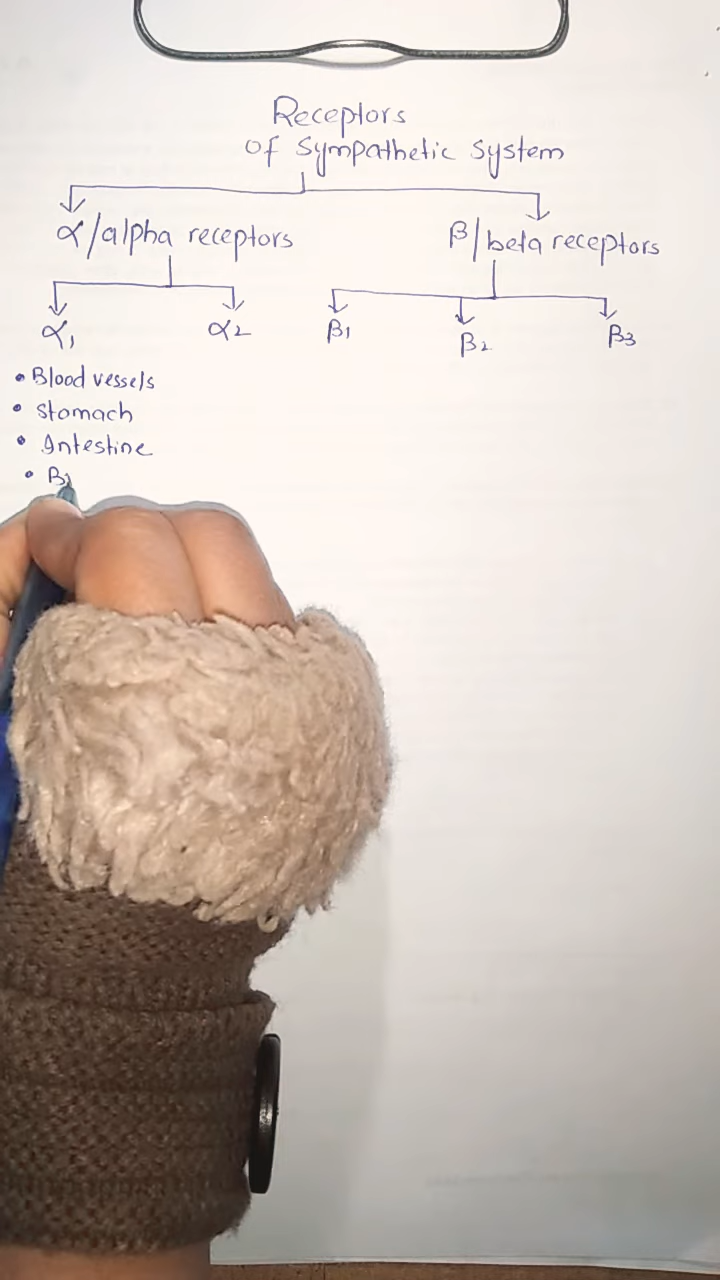 Receptors
of Sympathetic System
α/alpha receptors
β/beta receptors
α1
α2
β1
β2
β3
• Blood vessels
• Stomach
• Intestine
•